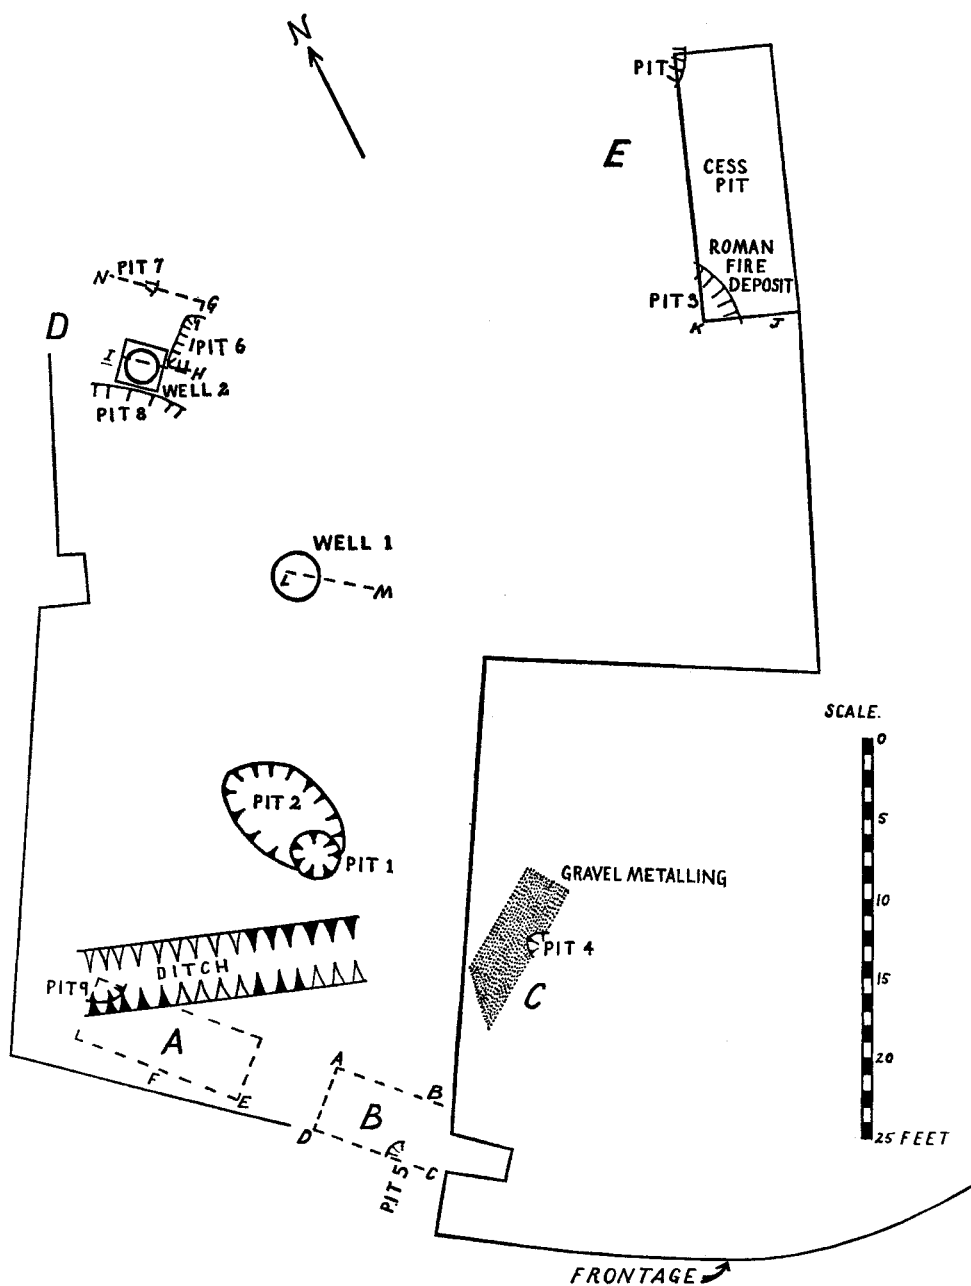 N
PIT
E
CESS
PIT
ROMAN
FIRE
DEPOSIT
PIT 3
K
J
PIT 7
N
G
D
PIT 6
I
H
WELL 2
PIT 8
WELL 1
L
M
SCALE.
0
5
10
15
20
25 FEET
PIT 2
PIT 1
GRAVEL METALLING
PIT 4
C
DITCH
PIT 9
A
F
E
A
B
B
D
C
PIT 5
FRONTAGE